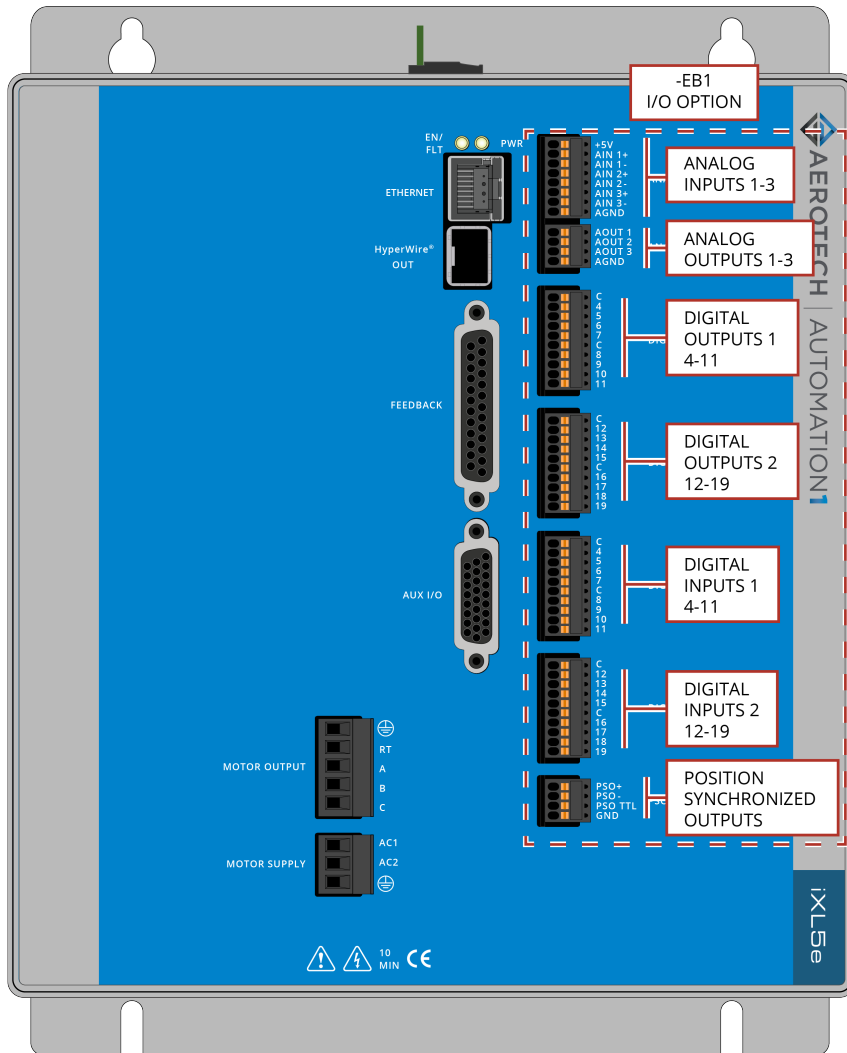 -EB1
I/O OPTION
EN/
FLT
PWR
ETHERNET
HyperWire®
OUT
FEEDBACK
AUX I/O
MOTOR OUTPUT
RT
A
B
C
MOTOR SUPPLY
AC1
AC2
10
MIN
CE
+5V
AIN 1+
AIN 1-
AIN 2+
AIN 2-
AIN 3+
AIN 3-
AGND
ANALOG
INPUTS 1-3
AOUT 1
AOUT 2
AOUT 3
AGND
ANALOG
OUTPUTS 1-3
C
4
5
6
7
C
8
9
10
11
DIGITAL
OUTPUTS 1
4-11
C
12
13
14
15
C
16
17
18
19
DIGITAL
OUTPUTS 2
12-19
C
4
5
6
7
C
8
9
10
11
DIGITAL
INPUTS 1
4-11
C
12
13
14
15
C
16
17
18
19
DIGITAL
INPUTS 2
12-19
PSO+
PSO-
PSO TTL
GND
POSITION
SYNCHRONIZED
OUTPUTS
AEROTECH | AUTOMATION1
iXL5e